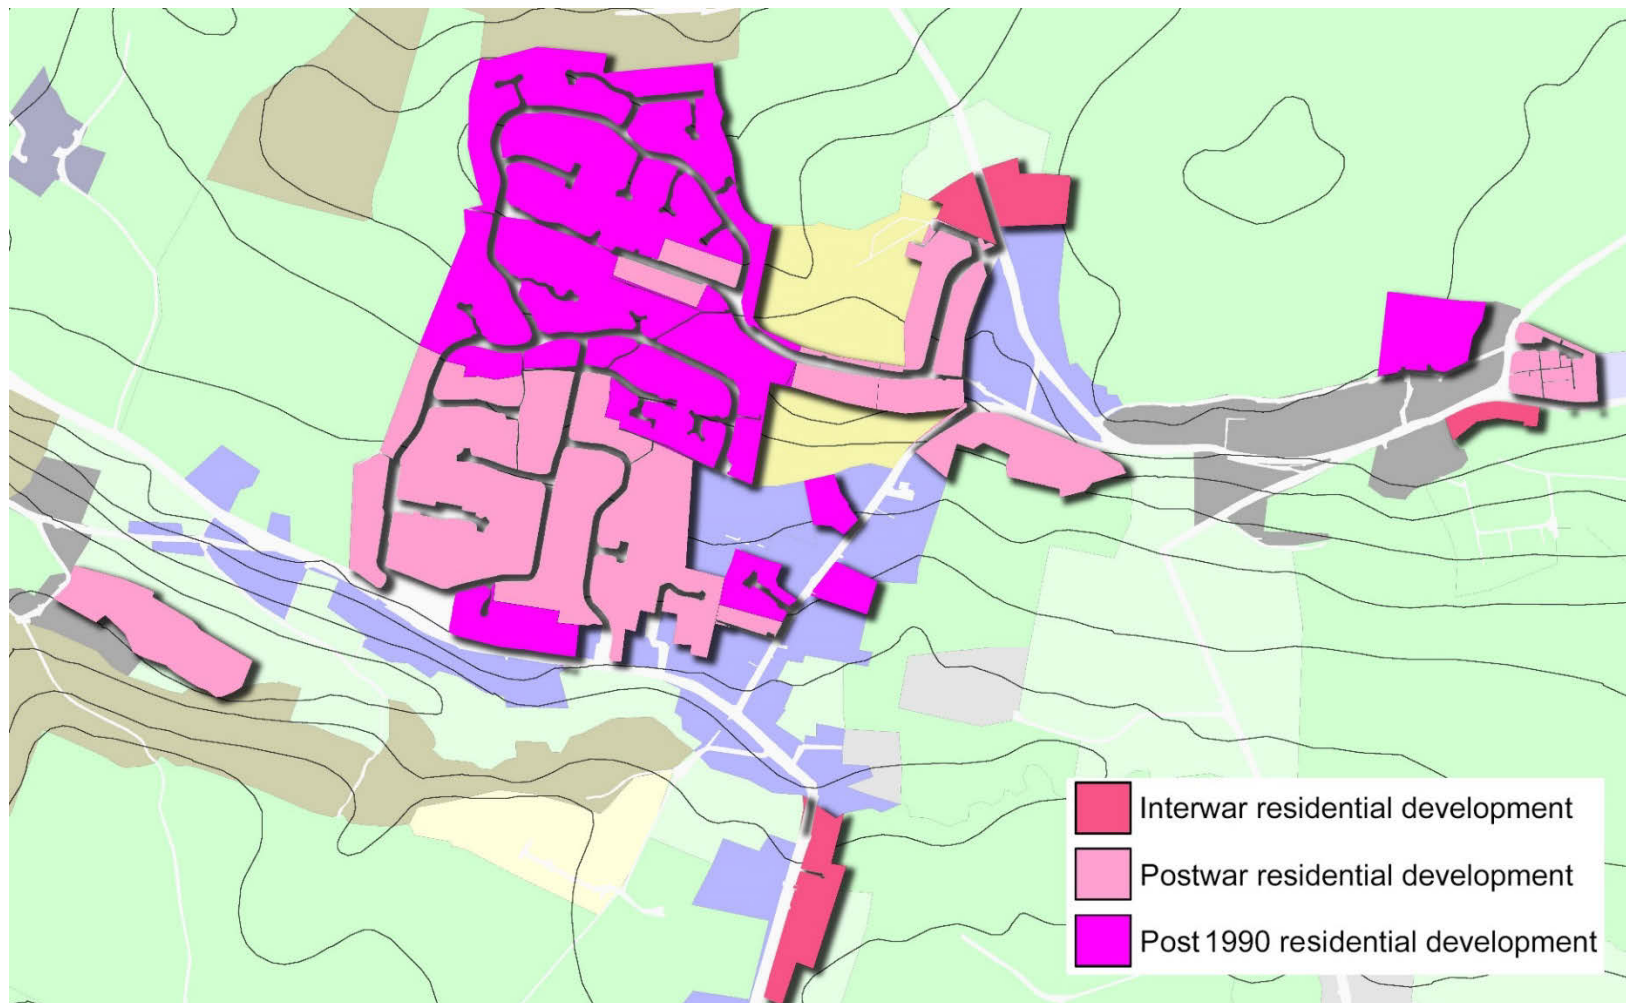 Interwar residential development
Postwar residential development
Post 1990 residential development